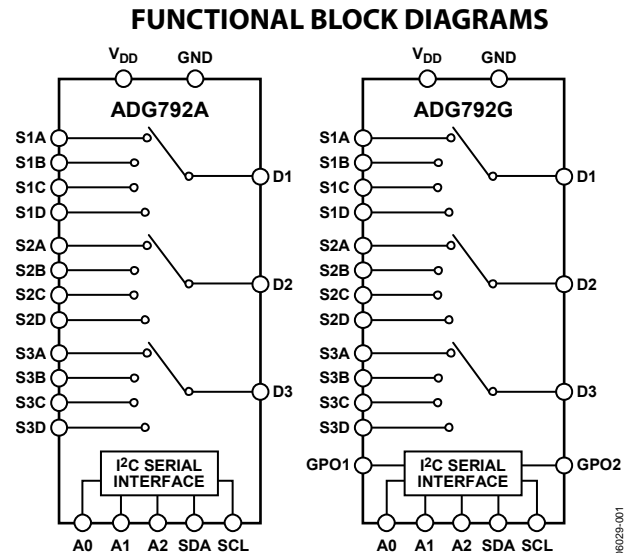 FUNCTIONAL BLOCK DIAGRAMS
VDD GND
ADG792A
S1A
S1B
S1C
S1D
D1
S2A
S2B
S2C
S2D
D2
S3A
S3B
S3C
S3D
D3
I2C SERIAL
INTERFACE
A0 A1 A2 SDA SCL
VDD GND
ADG792G
S1A
S1B
S1C
S1D
D1
S2A
S2B
S2C
S2D
D2
S3A
S3B
S3C
S3D
D3
GPO1
I2C SERIAL
INTERFACE
GPO2
A0 A1 A2 SDA SCL
06029-001